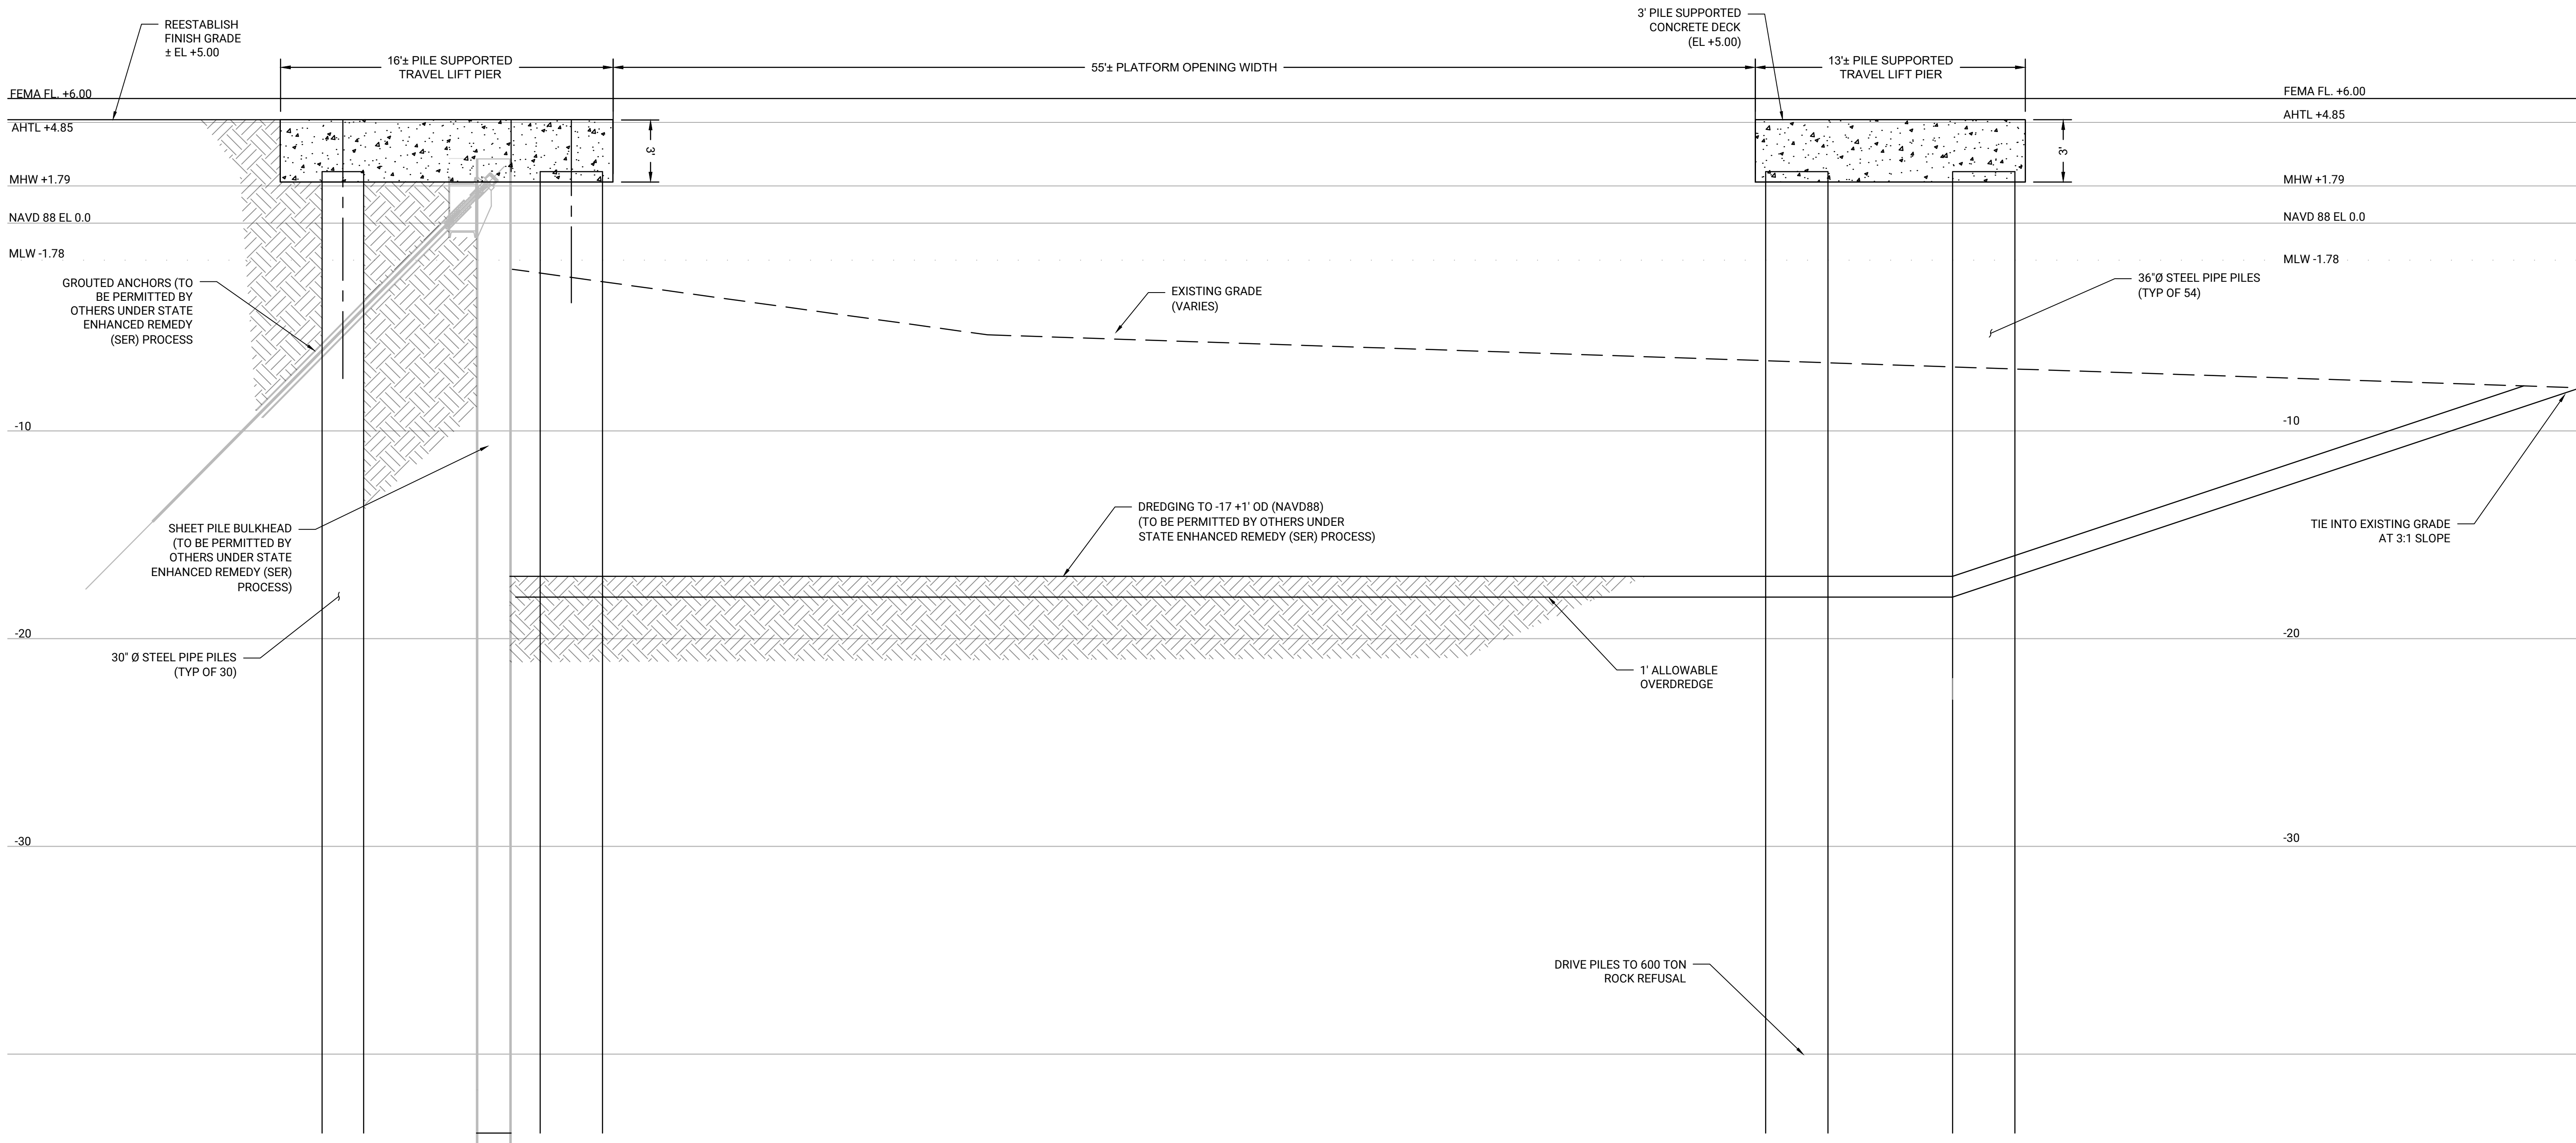 REESTABLISH
FINISH GRADE
± EL +5.00
16'± PILE SUPPORTED
TRAVEL LIFT PIER
55'± PLATFORM OPENING WIDTH
3' PILE SUPPORTED
CONCRETE DECK
(EL +5.00)
13'± PILE SUPPORTED
TRAVEL LIFT PIER
FEMA FL. +6.00
FEMA FL. +6.00
AHTL +4.85
AHTL +4.85
3'
3'
MHW +1.79
MHW +1.79
NAVD 88 EL 0.0
NAVD 88 EL 0.0
MLW -1.78
MLW -1.78
GROUTED ANCHORS (TO
BE PERMITTED BY
OTHERS UNDER STATE
ENHANCED REMEDY
(SER) PROCESS
EXISTING GRADE
(VARIES)
36"Ø STEEL PIPE PILES
(TYP OF 54)
-10
-10
SHEET PILE BULKHEAD
(TO BE PERMITTED BY
OTHERS UNDER STATE
ENHANCED REMEDY (SER)
PROCESS)
DREDGING TO -17 +1' OD (NAVD88)
(TO BE PERMITTED BY OTHERS UNDER
STATE ENHANCED REMEDY (SER) PROCESS)
TIE INTO EXISTING GRADE
AT 3:1 SLOPE
-20
-20
30" Ø STEEL PIPE PILES
(TYP OF 30)
1' ALLOWABLE
OVERDREDGE
-30
-30
DRIVE PILES TO 600 TON
ROCK REFUSAL